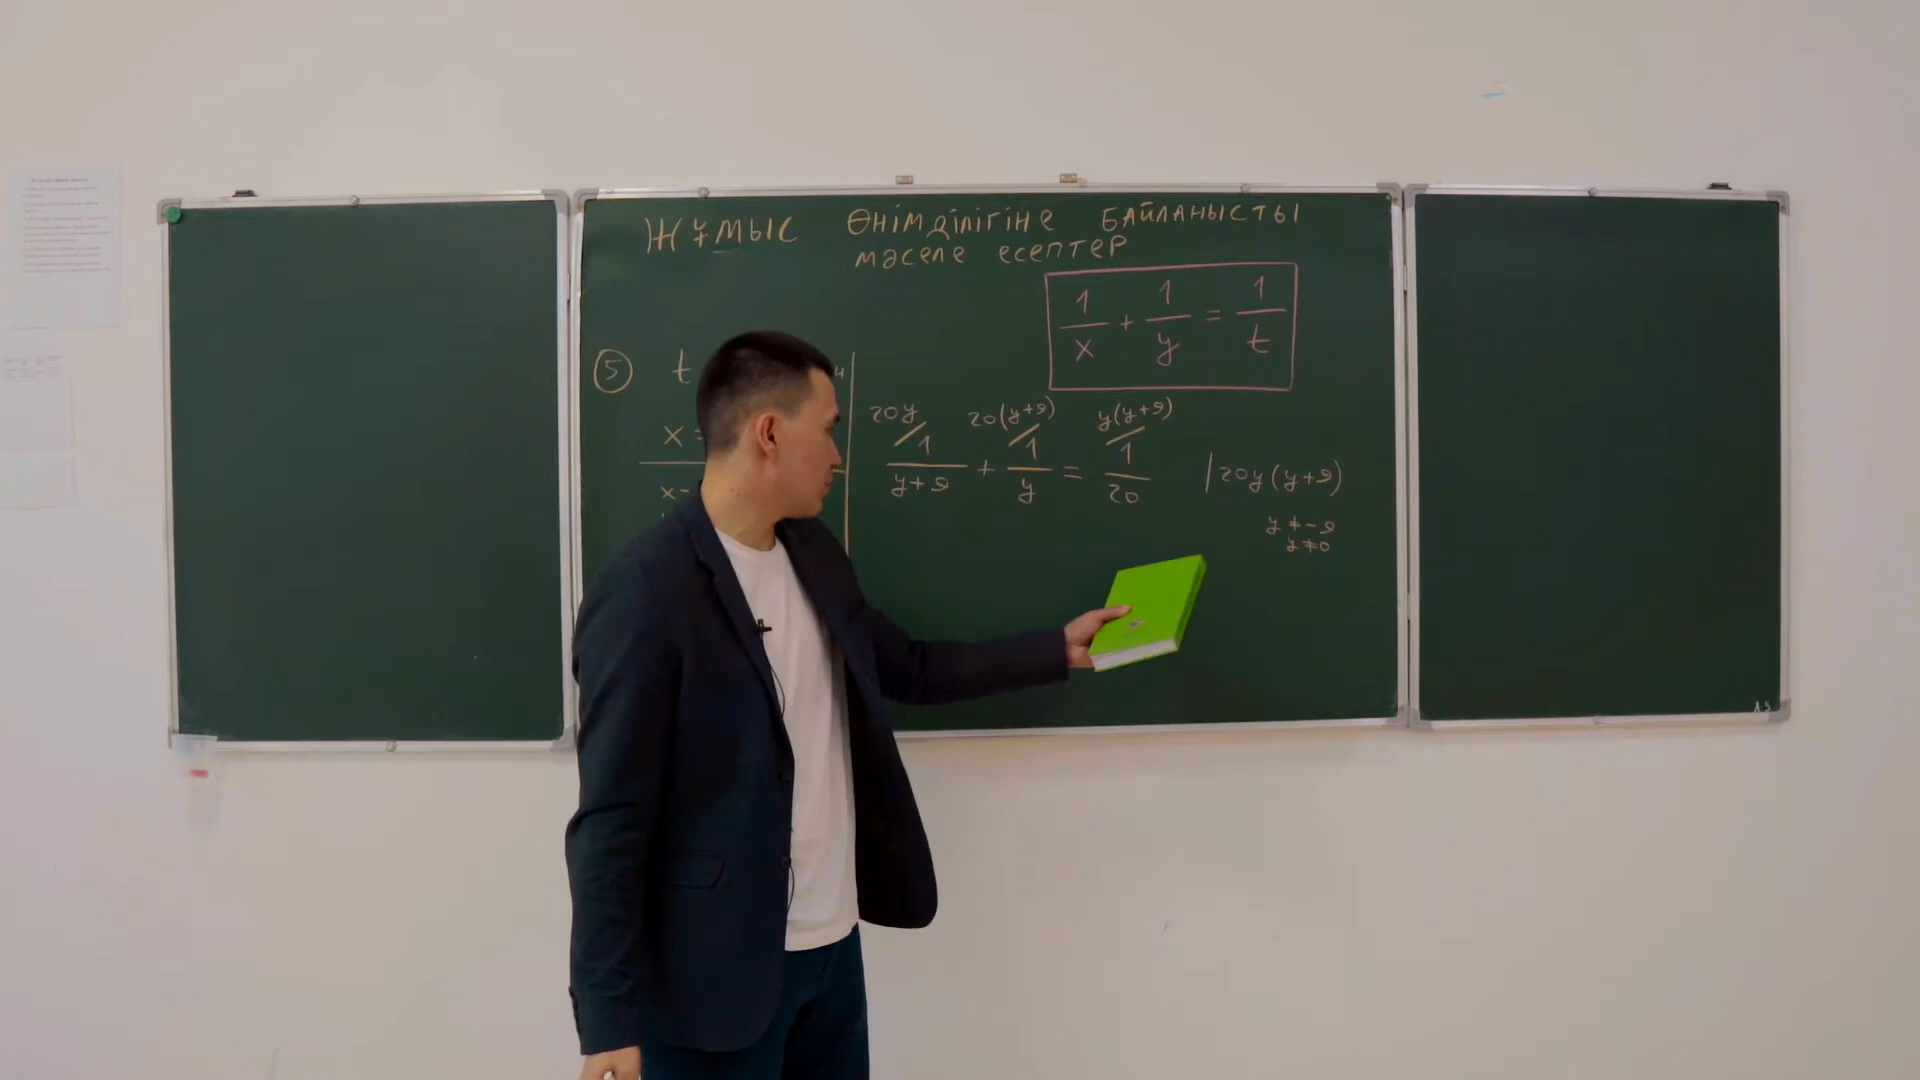 ЖҰМЫС ӨНІМДІЛІГІНЕ БАЙЛАНЫСТЫ
МӘСЕЛЕ ЕСЕПТЕР
1/x + 1/y = 1/t
5 t
x =
x -
20y 20(y+9) y(y+9)
1/(y+9) + 1/y = 1/20 |20y(y+9)
y ≠ -9
y ≠ 0
A-5